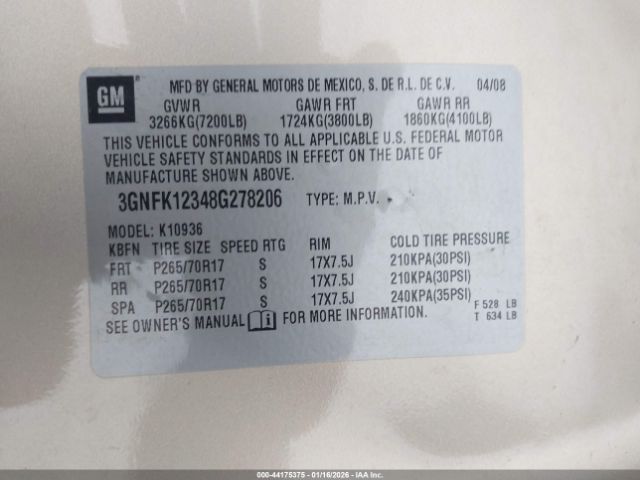 GM ® MFD BY GENERAL MOTORS DE MEXICO, S. DE R.L. DE C.V. 04/08
GVWR GAWR FRT GAWR RR
3266KG(7200LB) 1724KG(3800LB) 1860KG(4100LB)
THIS VEHICLE CONFORMS TO ALL APPLICABLE U.S. FEDERAL MOTOR
VEHICLE SAFETY STANDARDS IN EFFECT ON THE DATE OF
MANUFACTURE SHOWN ABOVE.
3GNFK12348G278206 TYPE: M.P.V.
MODEL: K10936
KBFN TIRE SIZE SPEED RTG RIM COLD TIRE PRESSURE
FRT P265/70R17 S 17X7.5J 210KPA(30PSI)
RR P265/70R17 S 17X7.5J 210KPA(30PSI)
SPA P265/70R17 S 17X7.5J 240KPA(35PSI) F 528 LB
SEE OWNER'S MANUAL i FOR MORE INFORMATION. T 634 LB
000-44175375 - 01/16/2026 - IAAI.COM